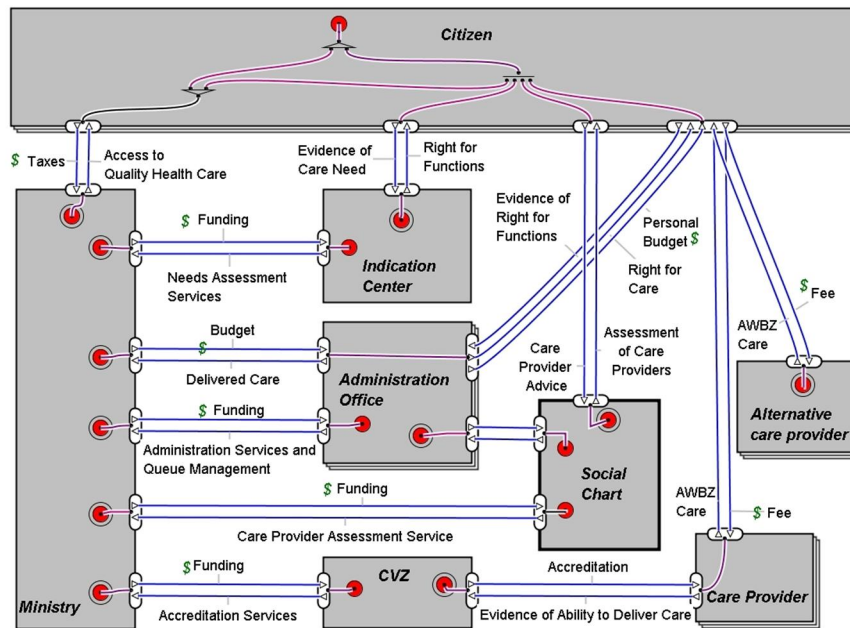 Citizen
$ Taxes
Access to
Quality Health Care
Evidence of
Care Need
Right for
Functions
$ Funding
Needs Assessment
Services
Indication
Center
Evidence of
Right for
Functions
Personal
Budget $
Right for
Care
$ Fee
AWBZ
Care
Budget
$
Delivered Care
Administration
Office
Care
Provider
Advice
Assessment
of Care
Providers
Alternative
care provider
$ Funding
Administration Services and
Queue Management
Social
Chart
$ Funding
Care Provider Assessment Service
AWBZ
Care
$ Fee
$Funding
Accreditation Services
CVZ
Accreditation
Evidence of Ability to Deliver Care
Care Provider
Ministry